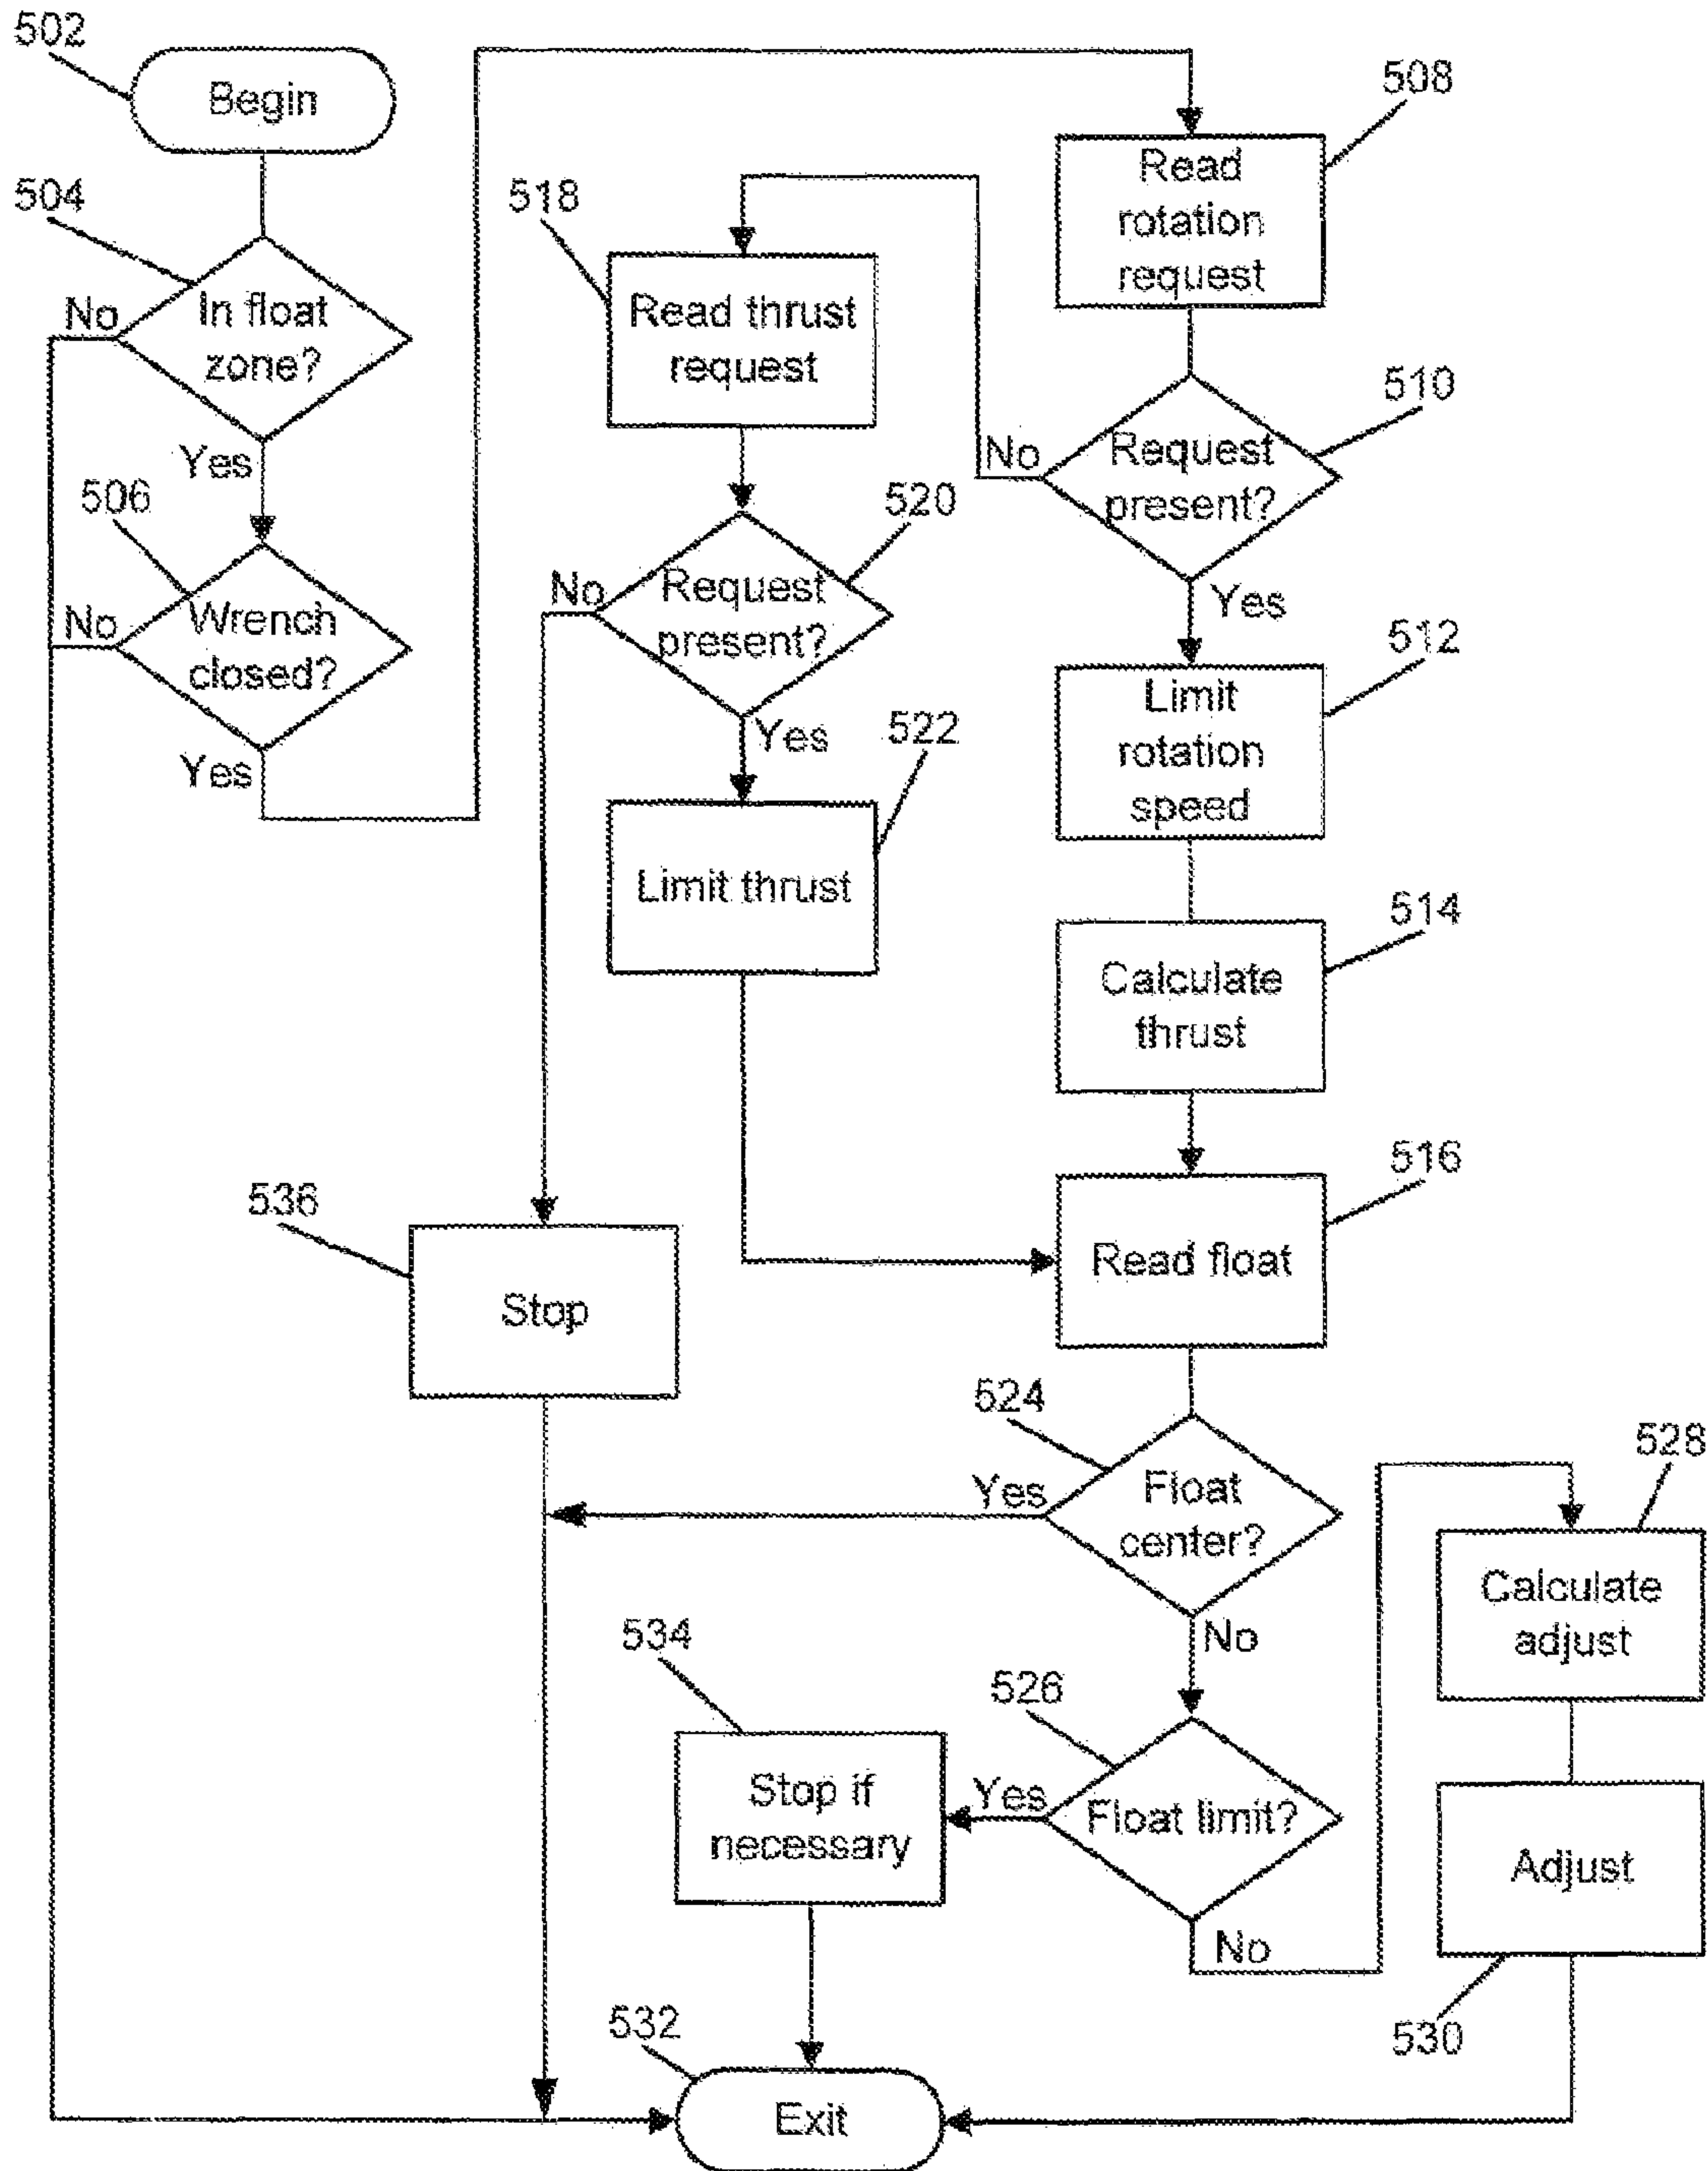 502
Begin
504
No
In float
zone?
Yes
506
No
Wrench
closed?
Yes
508
Read
rotation
request
510
No
Request
present?
Yes
512
Limit
rotation
speed
514
Calculate
thrust
516
Read float
518
Read thrust
request
520
No
Request
present?
Yes
522
Limit thrust
536
Stop
524
Yes
Float
center?
No
526
Yes
Float limit?
No
534
Stop if
necessary
528
Calculate
adjust
Adjust
530
532
Exit